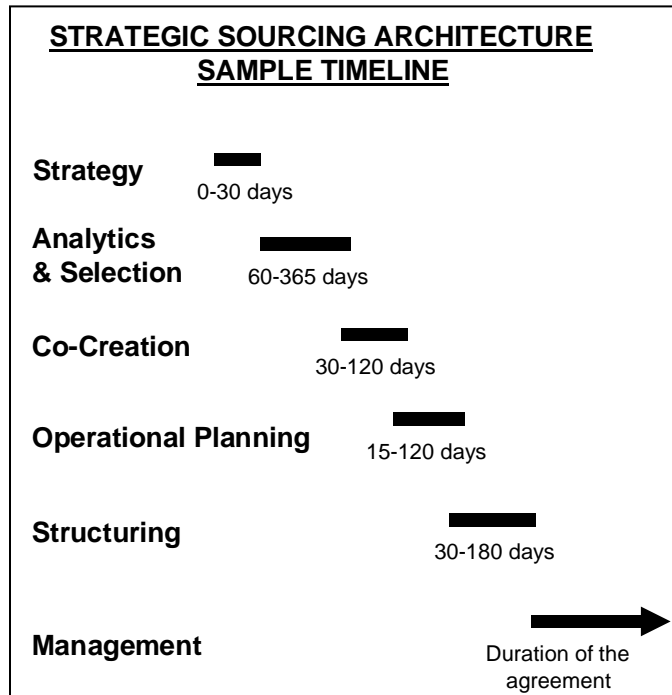 STRATEGIC SOURCING ARCHITECTURE
SAMPLE TIMELINE
Strategy
0-30 days
Analytics
& Selection
60-365 days
Co-Creation
30-120 days
Operational Planning
15-120 days
Structuring
30-180 days
Management
Duration of the
agreement